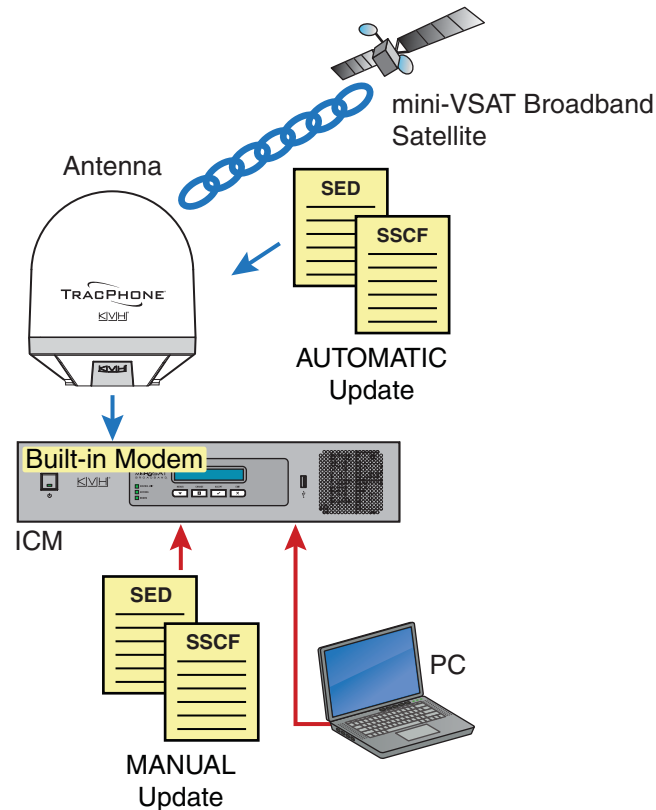 mini-VSAT Broadband
Satellite
Antenna
SED
SSCF
TRACPHONE
KVH
KVH
AUTOMATIC
Update
Built-in Modem
KVH
BROADBAND
ICM
SED
SSCF
PC
MANUAL
Update